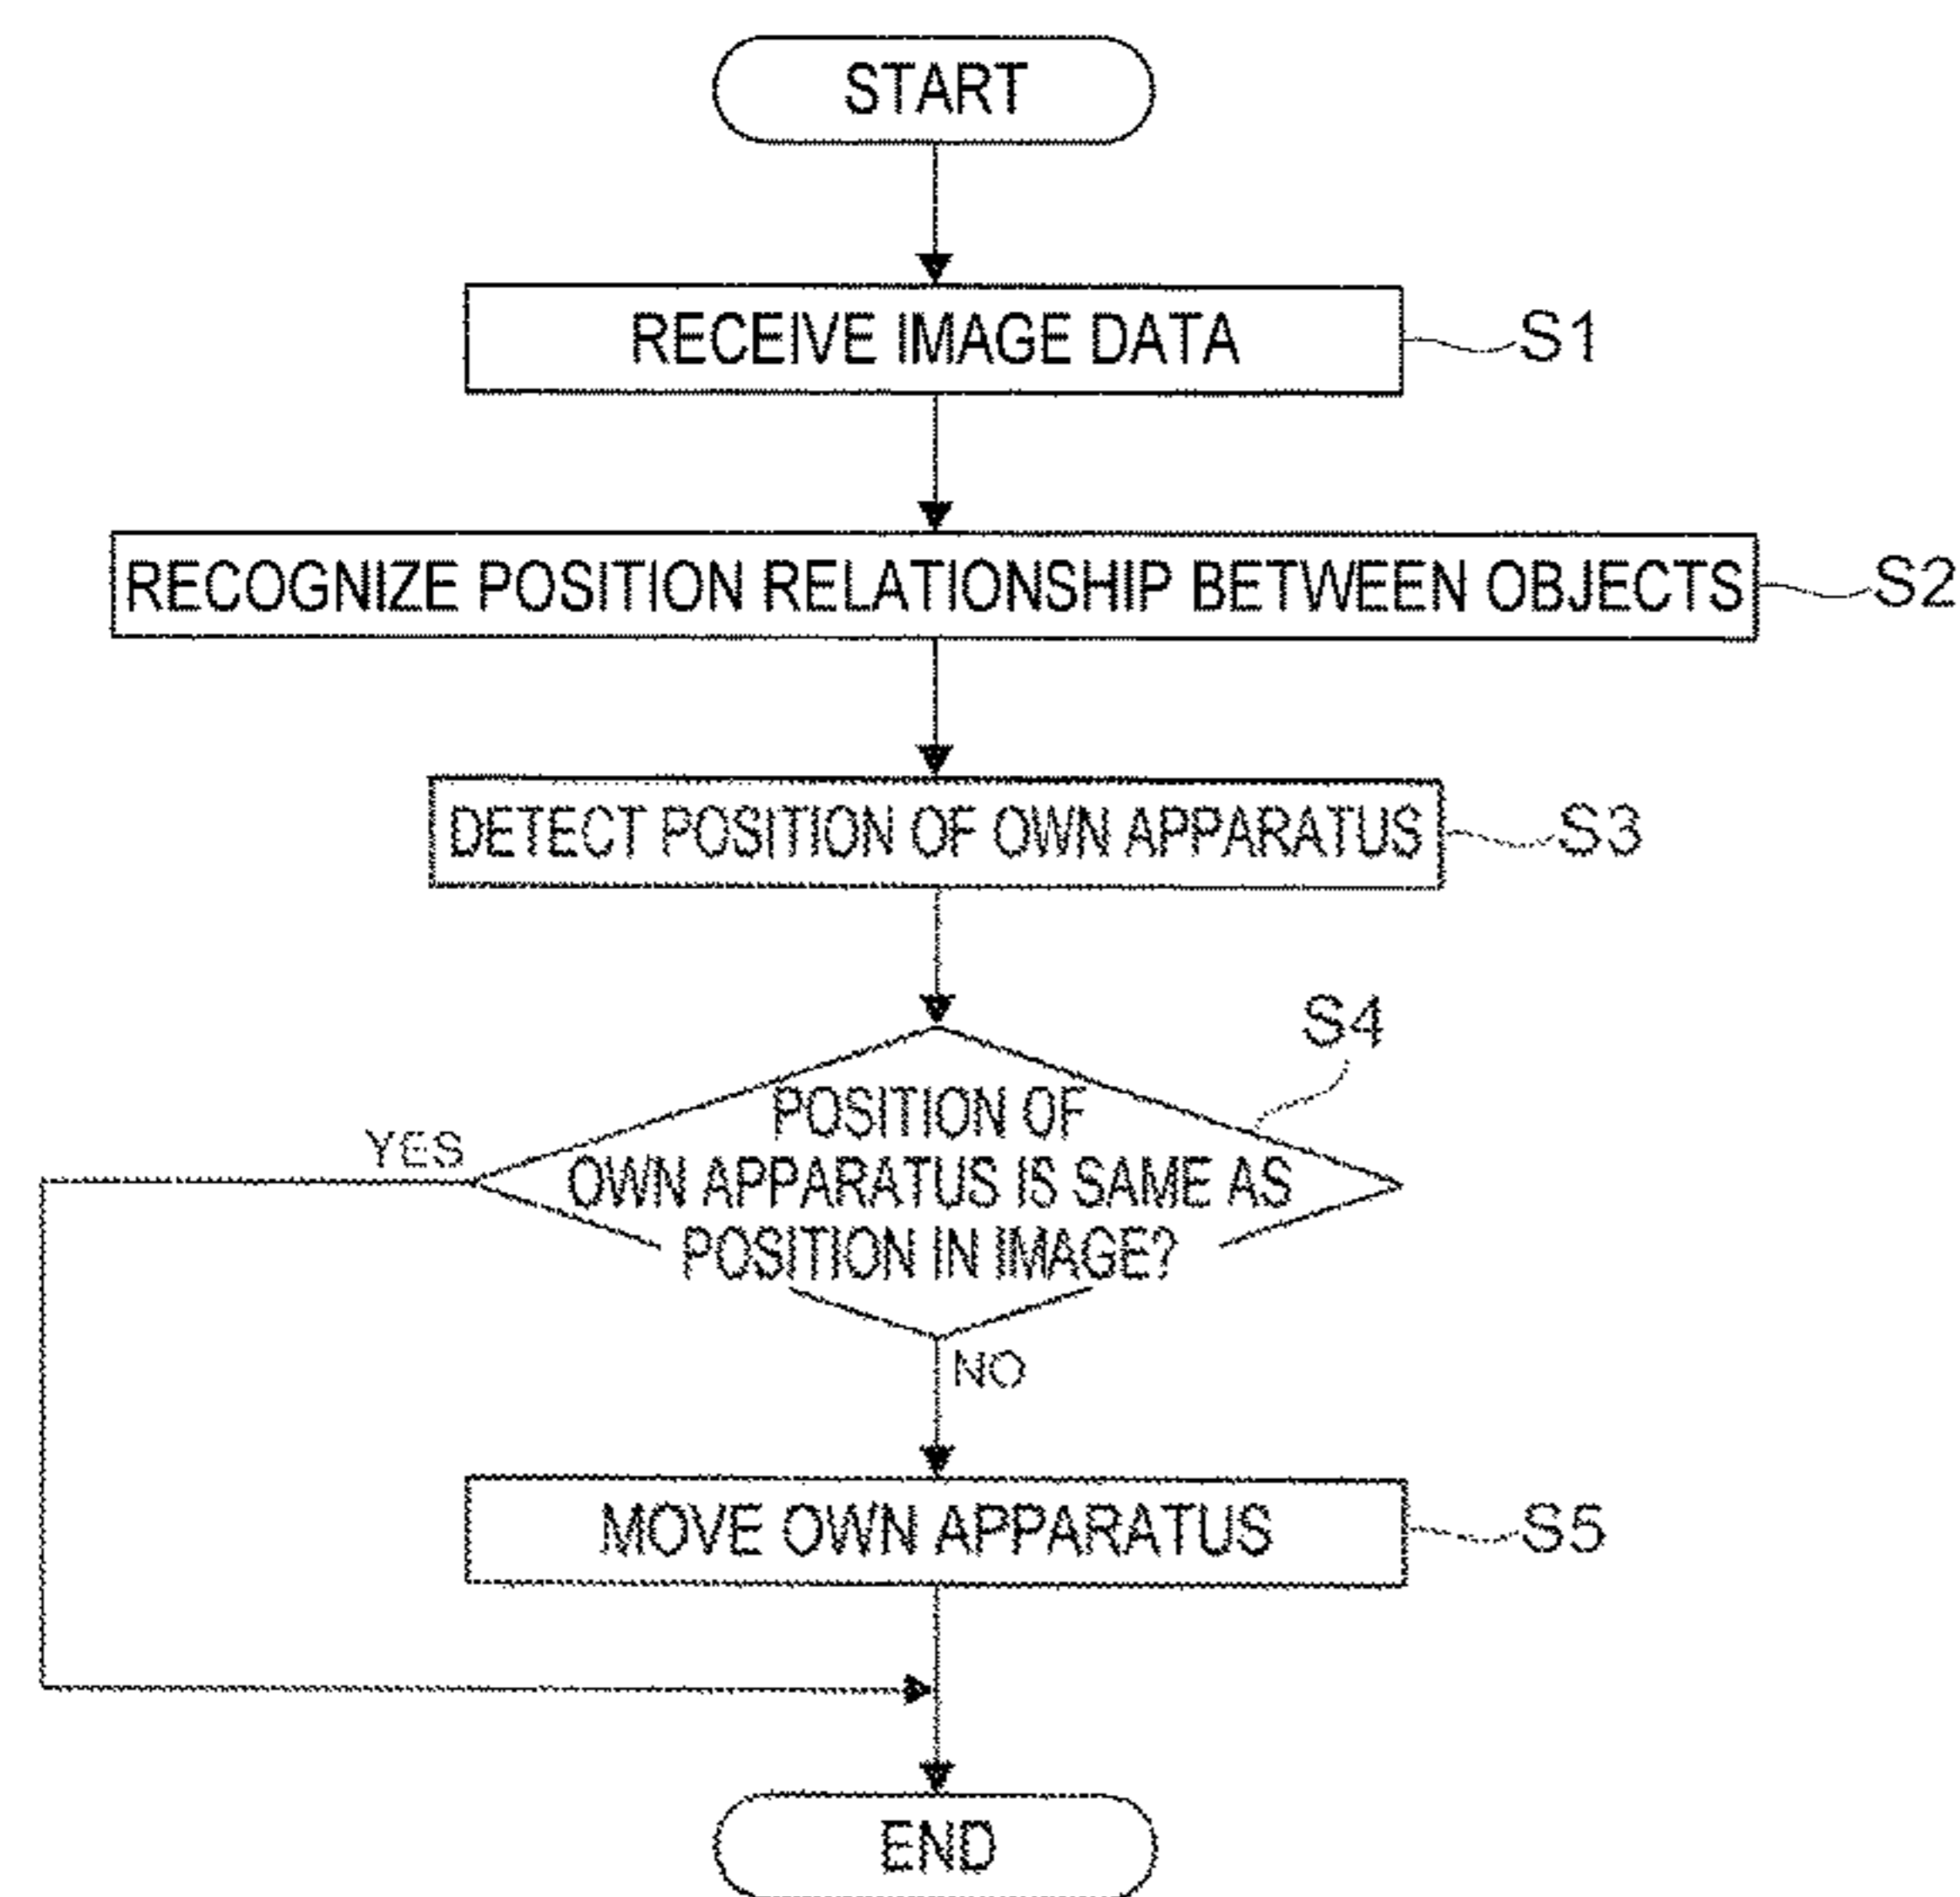 START
RECEIVE IMAGE DATA
S1
RECOGNIZE POSITION RELATIONSHIP BETWEEN OBJECTS
S2
DETECT POSITION OF OWN APPARATUS
S3
S4
POSITION OF
YES
OWN APPARATUS IS SAME AS
POSITION IN IMAGE?
NO
MOVE OWN APPARATUS
S5
END